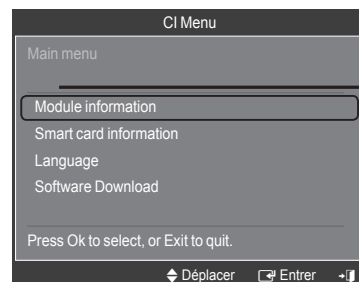 CI Menu
Main menu
Module information
Smart card information
Language
Software Download
Press Ok to select, or Exit to quit.
Déplacer Entrer